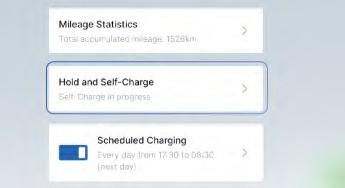 Mileage Statistics
Total accumulated mileage: 1526km
Hold and Self-Charge
Self-Charge in progress
Scheduled Charging
Every day from 17:30 to 08:30
(next day)